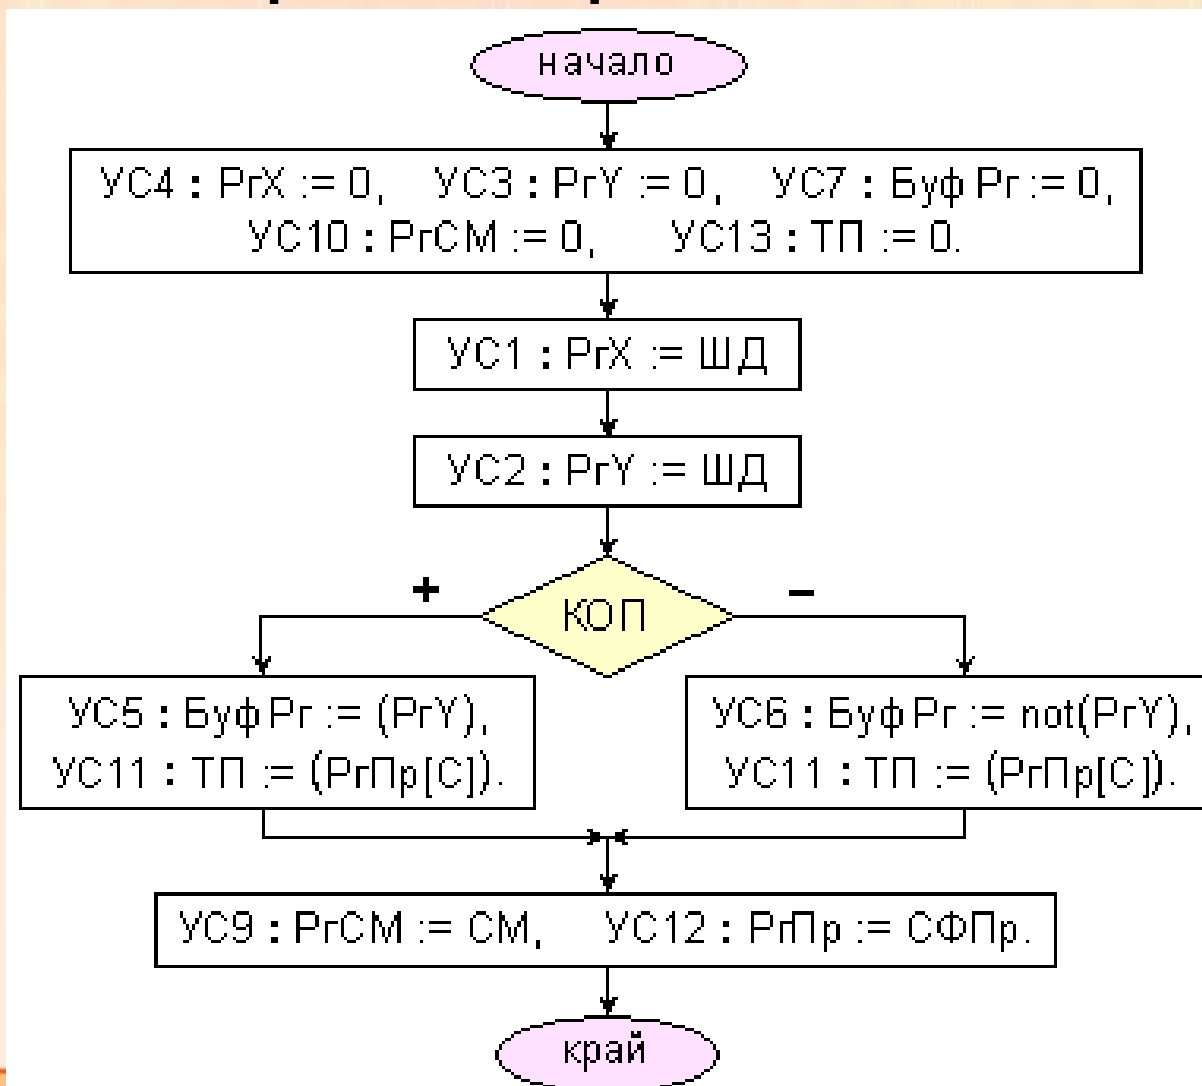 начало
УС4 : РгX := 0, УС3 : РгY := 0, УС7 : Буф Рг := 0,
УС10 : РгСМ := 0, УС13 : ТП := 0.
УС1 : РгX := ШД
УС2 : РгY := ШД
+
КОП
−
УС5 : Буф Рг := (РгY),
УС11 : ТП := (РгПр[С]).
УС6 : Буф Рг := not(РгY),
УС11 : ТП := (РгПр[С]).
УС9 : РгСМ := СМ, УС12 : РгПр := СФПр.
край